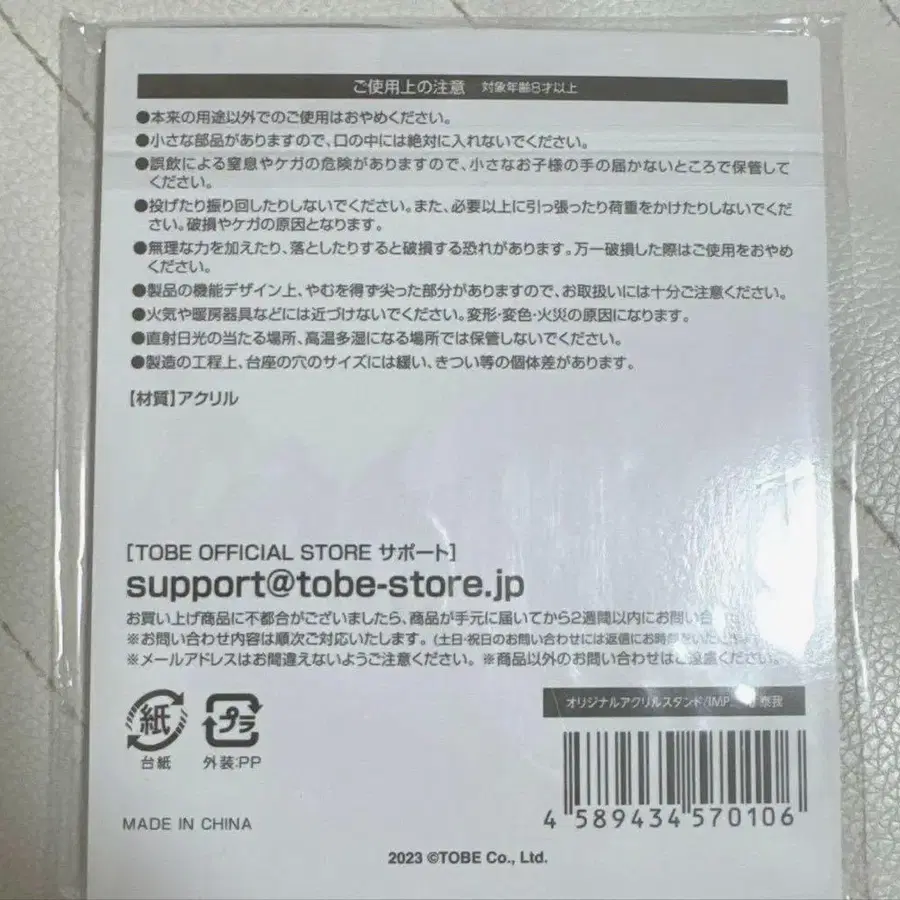 ご使用上の注意 対象年齢8才以上
●本来の用途以外でのご使用はおやめください。
●小さな部品がありますので、口の中には絶対に入れないでください。
●誤飲による窒息やケガの危険がありますので、小さなお子様の手の届かないところで保管して
ください。
●投げたり振り回したりしないでください。また、必要以上に引っ張ったり荷重をかけたりしないでくだ
さい。破損やケガの原因となります。
●無理な力を加えたり、落としたりすると破損する恐れがあります。万一破損した際はご使用をおやめ
ください。
●製品の機能デザイン上、やむを得ず尖った部分がありますので、お取扱いには十分ご注意ください。
●火気や暖房器具などには近づけないでください。変形・変色・火災の原因になります。
●直射日光の当たる場所、高温多湿になる場所では保管しないでください。
●製造の工程上、台座の穴のサイズには緩い、きつい等の個体差があります。
【材質】アクリル
[TOBE OFFICIAL STORE サポート]
support@tobe-store.jp
お買い上げ商品に不都合がございましたら、商品が手元に届いてから2週間以内にお問い合
※お問い合わせ内容は順次ご対応いたします。(土日・祝日のお問い合わせには返信にお時間をいただきます
※メールアドレスはお間違えないようご注意ください。※商品以外のお問い合わせはご遠慮ください。
オリジナルアクリルスタンド/IMP. 奈我
紙
プラ
台紙 外装:PP
4 589434 570106
MADE IN CHINA
2023 ©TOBE Co., Ltd.